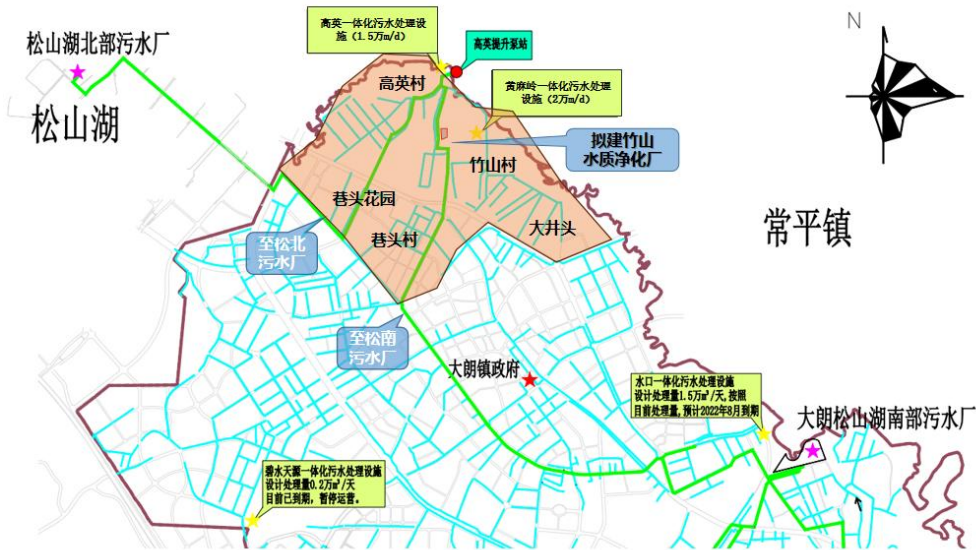 高英一体化污水处理设
施（1.5万m/d）
N
松山湖北部污水厂
高英提升泵站
高英村
黄麻岭一体化污水处理
设施（2万m/d）
松山湖
拟建竹山
水质净化厂
竹山村
巷头花园
大井头
巷头村
常平镇
至松北
污水厂
至松南
污水厂
大朗镇政府
水口一体化污水处理设施
设计处理量1.5万m³/天,按照
目前处理量,预计2022年8月到期
大朗松山湖南部污水厂
碧水天源一体化污水处理设施
设计处理量0.2万m³/天
目前已到期，暂停运营。